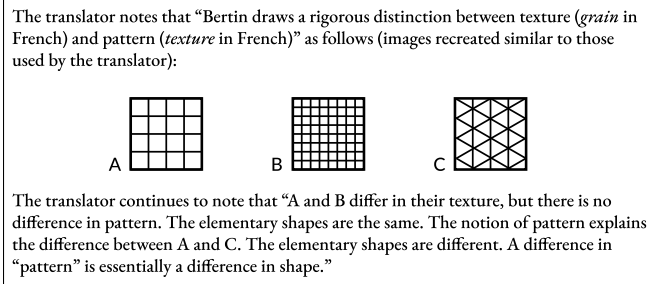 The translator notes that “Bertin draws a rigorous distinction between texture (grain in
French) and pattern (texture in French)” as follows (images recreated similar to those
used by the translator):
A
B
C
The translator continues to note that “A and B differ in their texture, but there is no
difference in pattern. The elementary shapes are the same. The notion of pattern explains
the difference between A and C. The elementary shapes are different. A difference in
“pattern” is essentially a difference in shape.”